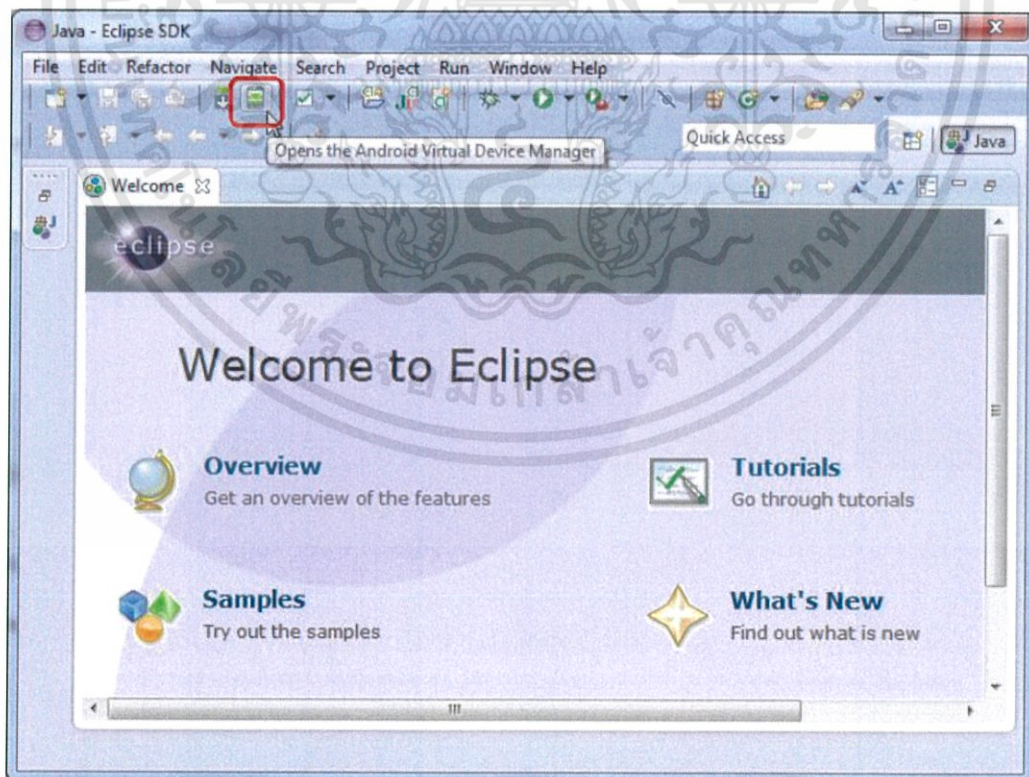 Java - Eclipse SDK
File Edit Refactor Navigate Search Project Run Window Help
Opens the Android Virtual Device Manager
Quick Access
Java
Welcome
eclipse
Welcome to Eclipse
Overview
Get an overview of the features
Tutorials
Go through tutorials
Samples
Try out the samples
What's New
Find out what is new